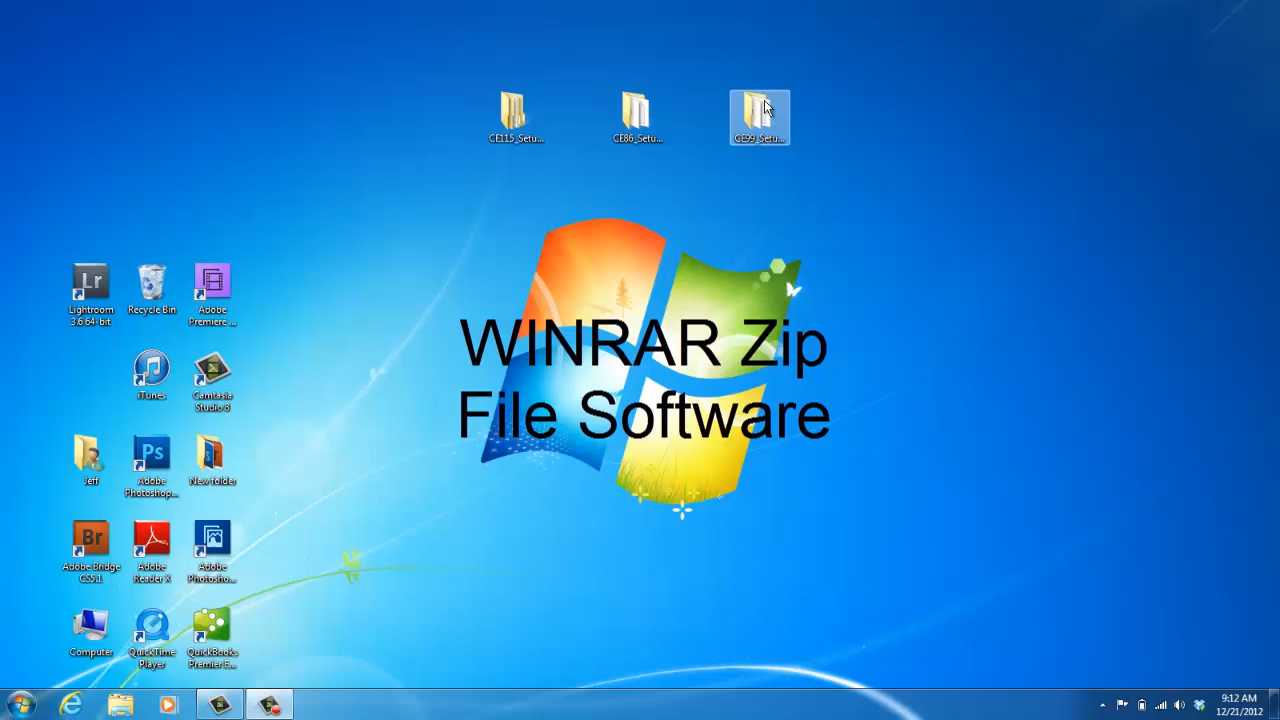 CE115_Setu...
CE86_Setu...
CE99_Setu...
WINRAR Zip
File Software
Lr
Lightroom
3.6 64-bit
Recycle Bin
Adobe
Premiere ...
iTunes
Camtasia
Studio 8
Jeff
Ps
Adobe
Photoshop...
New folder
Br
Adobe Bridge
CS5.1
Adobe
Reader X
Adobe
Photosho...
Computer
QuickTime
Player
QuickBooks
Premier E...
9:12 AM
12/21/2012